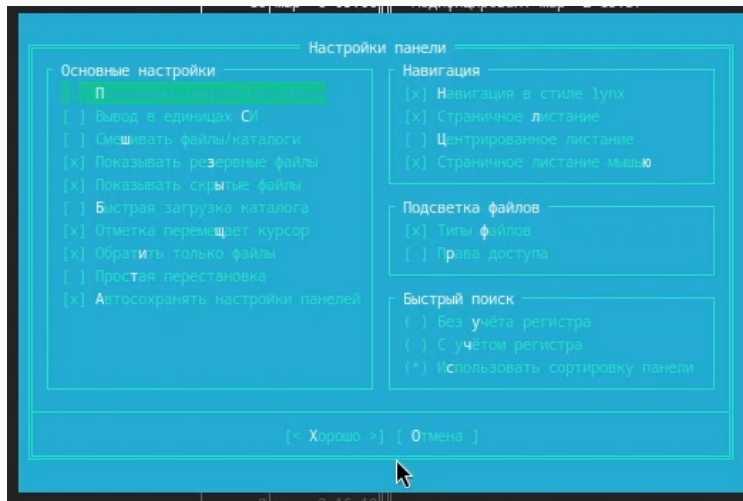 Настройки панели
Основные настройки
[ ] Вывод в единицах СИ
[ ] Смешивать файлы/каталоги
[x] Показывать резервные файлы
[x] Показывать скрытые файлы
[ ] Быстрая загрузка каталога
[x] Отметка перемещает курсор
[x] Обратить только файлы
[ ] Простая перестановка
[x] Автосохранять настройки панелей
Навигация
[x] Навигация в стиле lynx
[x] Страничное листание
[ ] Центрированное листание
[x] Страничное листание мышью
Подсветка файлов
[x] Типы файлов
[ ] Права доступа
Быстрый поиск
( ) Без учёта регистра
( ) С учётом регистра
(*) Использовать сортировку панели
[< Хорошо >] [ Отмена ]